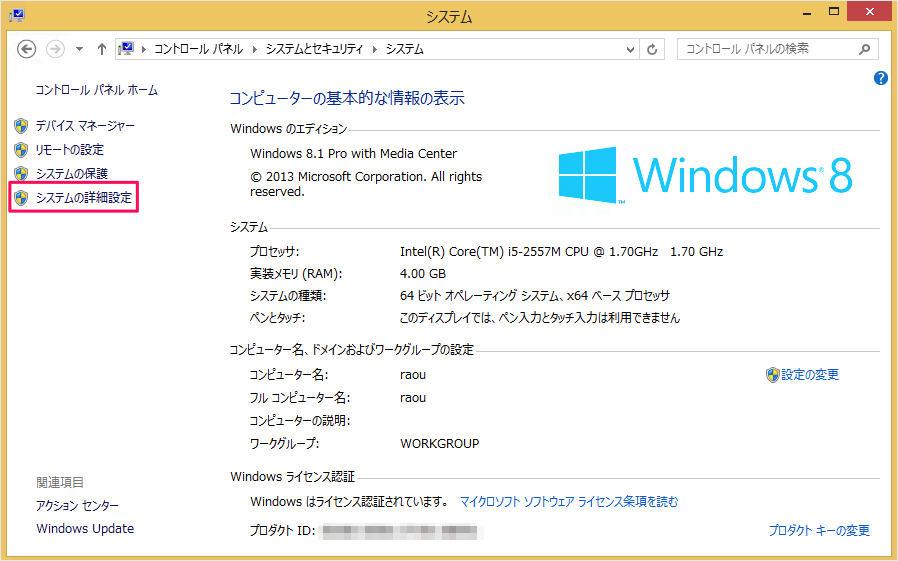 システム
コントロール パネル
システムとセキュリティ
システム
コントロール パネルの検索
コントロール パネル ホーム
デバイス マネージャー
リモートの設定
システムの保護
システムの詳細設定
関連項目
アクション センター
Windows Update
コンピューターの基本的な情報の表示
Windows のエディション
Windows 8.1 Pro with Media Center
© 2013 Microsoft Corporation. All rights
reserved.
Windows® 8
™
システム
プロセッサ: Intel(R) Core(TM) i5-2557M CPU @ 1.70GHz 1.70 GHz
実装メモリ (RAM): 4.00 GB
システムの種類: 64 ビット オペレーティング システム、x64 ベース プロセッサ
ペンとタッチ: このディスプレイでは、ペン入力とタッチ入力は利用できません
コンピューター名、ドメインおよびワークグループの設定
コンピューター名: raou
設定の変更
フル コンピューター名: raou
コンピューターの説明:
ワークグループ: WORKGROUP
Windows ライセンス認証
Windows はライセンス認証されています。 マイクロソフト ソフトウェア ライセンス条項を読む
プロダクト ID:
プロダクト キーの変更